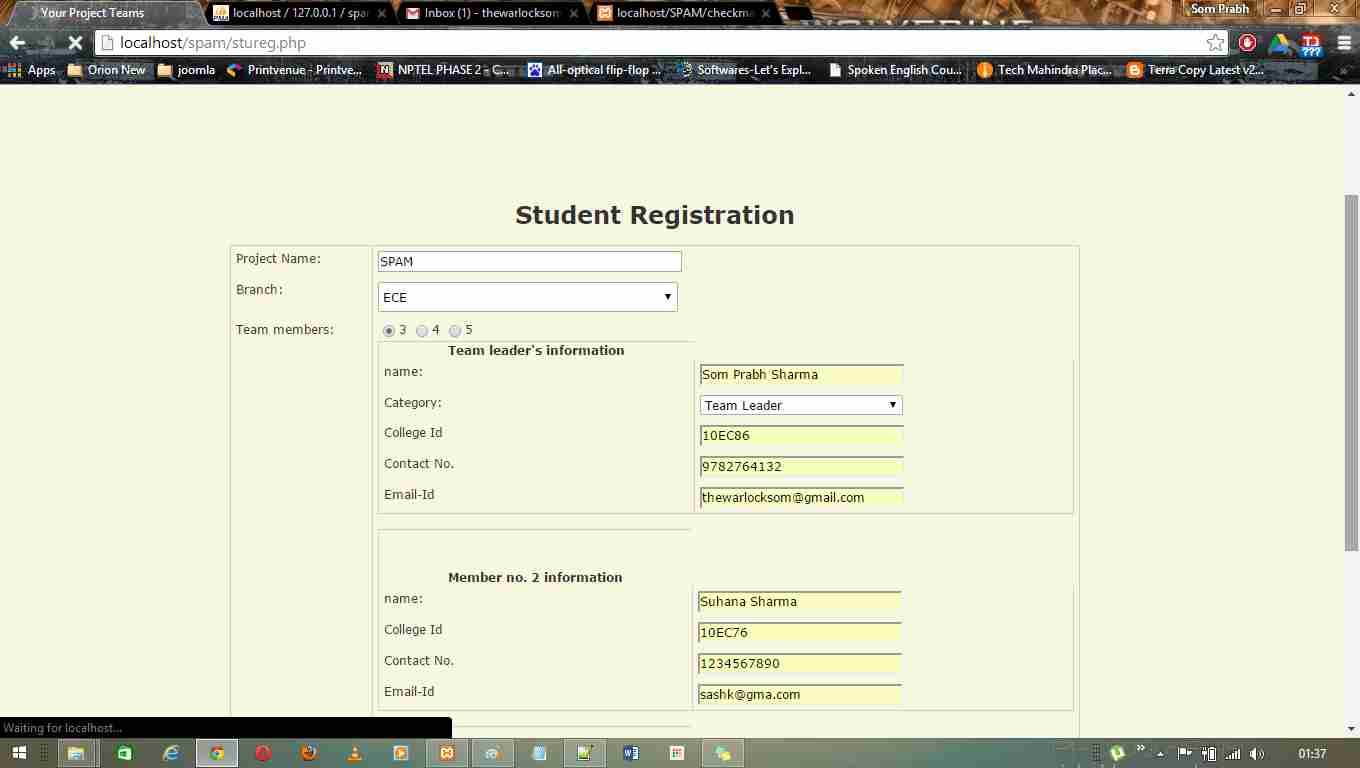 Your Project Teams
localhost / 127.0.0.1 / spar
Inbox (1) - thewarlocksom
localhost/SPAM/checkma
Som Prabh
localhost/spam/stureg.php
Apps
Orion New
joomla
Printvenue - Printve...
NPTEL PHASE 2 - C...
All-optical flip-flop ...
Softwares-Let's Expl...
Spoken English Cou...
Tech Mahindra Plac...
Terra Copy Latest v2...
Student Registration
Project Name: SPAM
Branch: ECE
Team members: 3 4 5
Team leader's information
name: Som Prabh Sharma
Category: Team Leader
College Id 10EC86
Contact No. 9782764132
Email-Id thewarlocksom@gmail.com
Member no. 2 information
name: Suhana Sharma
College Id 10EC76
Contact No. 1234567890
Email-Id sashk@gma.com
Waiting for localhost...
01:37